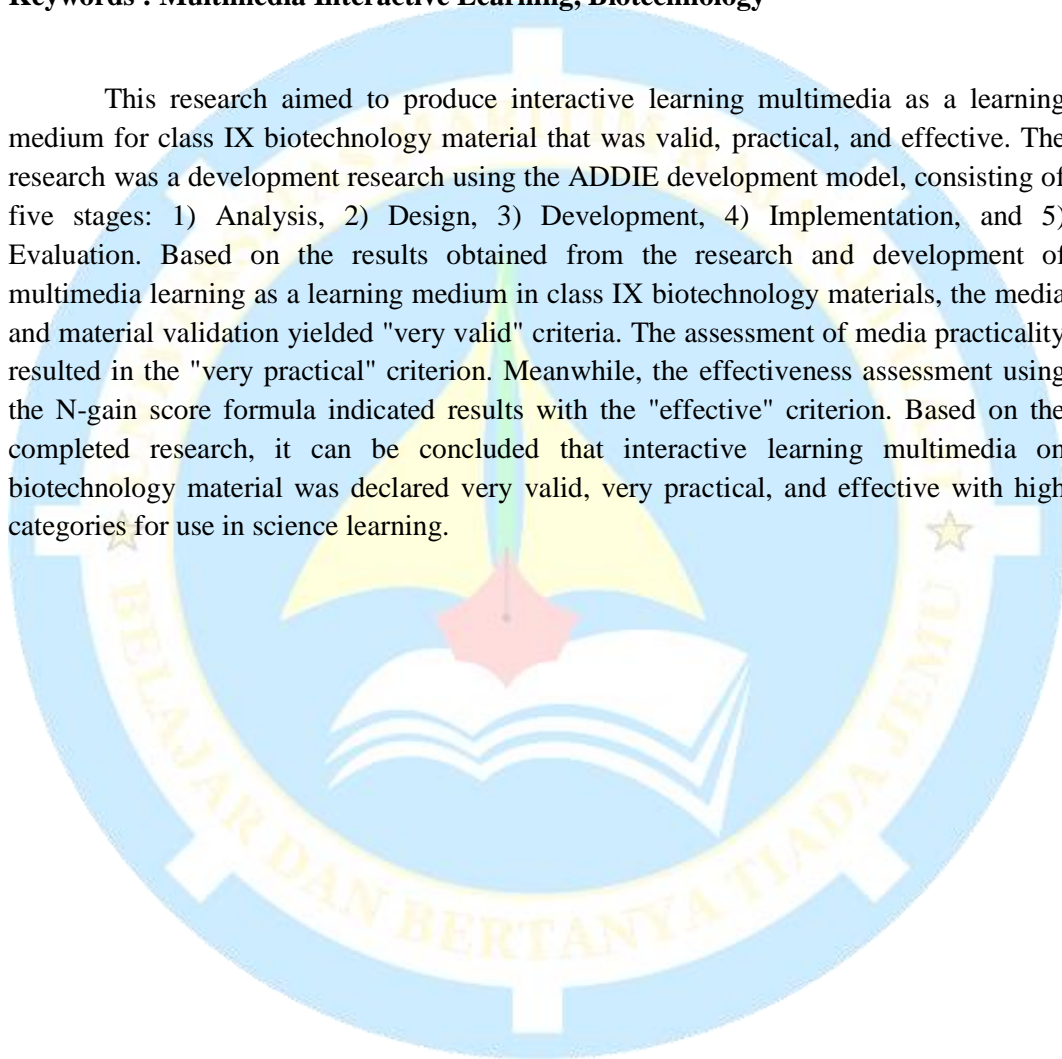 Keywords : Multimedia Interactive Learning, Biotechnology
This research aimed to produce interactive learning multimedia as a learning
medium for class IX biotechnology material that was valid, practical, and effective. The
research was a development research using the ADDIE development model, consisting of
five stages: 1) Analysis, 2) Design, 3) Development, 4) Implementation, and 5)
Evaluation. Based on the results obtained from the research and development of
multimedia learning as a learning medium in class IX biotechnology materials, the media
and material validation yielded "very valid" criteria. The assessment of media practicality
resulted in the "very practical" criterion. Meanwhile, the effectiveness assessment using
the N-gain score formula indicated results with the "effective" criterion. Based on the
completed research, it can be concluded that interactive learning multimedia on
biotechnology material was declared very valid, very practical, and effective with high
categories for use in science learning.
BELAJAR DAN BERTANYA TIADA JEMU